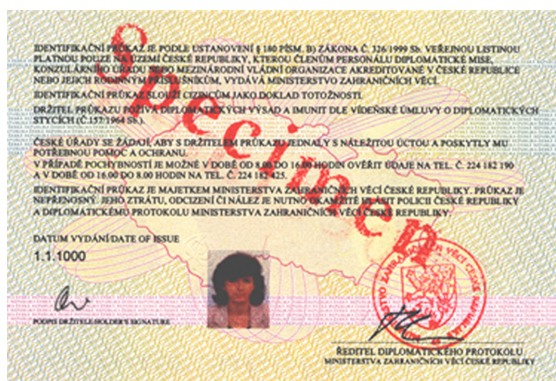 IDENTIFIKAČNÍ PRŮKAZ JE PODLE USTANOVENÍ § 180 PÍSM. B) ZÁKONA Č. 326/1999 Sb. VEŘEJNOU LISTINOU
PLATNOU POUZE NA ÚZEMÍ ČESKÉ REPUBLIKY, KTEROU ČLENŮM PERSONÁLU DIPLOMATICKÉ MISE,
KONZULÁRNÍHO ÚŘADU NEBO MEZINÁRODNÍ VLÁDNÍ ORGANIZACE AKREDITOVANÉ V ČESKÉ REPUBLICE
NEBO JEJICH RODINNÝM PŘÍSLUŠNÍKŮM, VYDÁVÁ MINISTERSTVO ZAHRANIČNÍCH VĚCÍ.
IDENTIFIKAČNÍ PRŮKAZ SLOUŽÍ CIZINCŮM JAKO DOKLAD TOTOŽNOSTI.
DRŽITEL PRŮKAZU POŽÍVÁ DIPLOMATICKÝCH VÝSAD A IMUNIT DLE VÍDEŇSKÉ ÚMLUVY O DIPLOMATICKÝCH
STYCÍCH (Č.157/1964 Sb.).
ČESKÉ ÚŘADY SE ŽÁDAJÍ, ABY S DRŽITELEM PRŮKAZU JEDNALY S NÁLEŽITOU ÚCTOU A POSKYTLY MU
POTŘEBNOU POMOC A OCHRANU.
V PŘÍPADĚ POCHYBNOSTÍ JE MOŽNÉ V DOBĚ OD 8.00 DO 16.00 HODIN OVĚŘIT ÚDAJE NA TEL. Č. 224 182 190
A V DOBĚ OD 16.00 DO 8.00 HODIN NA TEL. Č. 224 182 425.
IDENTIFIKAČNÍ PRŮKAZ JE MAJETKEM MINISTERSTVA ZAHRANIČNÍCH VĚCÍ ČESKÉ REPUBLIKY. PRŮKAZ JE
NEPŘENOSNÝ. JEHO ZTRÁTU, ODCIZENÍ ČI NÁLEZ JE NUTNO OKAMŽITĚ HLÁSIT POLICII ČESKÉ REPUBLIKY
A DIPLOMATICKÉMU PROTOKOLU MINISTERSTVA ZAHRANIČNÍCH VĚCÍ ČESKÉ REPUBLIKY.
Specimen
DATUM VYDÁNÍ/DATE OF ISSUE
1.1.1000
PODPIS DRŽITELE/HOLDER'S SIGNATURE
ZAHRANIČNÍCH VĚCÍ ČESKÉ REPUBLIKY
ŘEDITEL DIPLOMATICKÉHO PROTOKOLU
MINISTERSTVA ZAHRANIČNÍCH VĚCÍ ČESKÉ REPUBLIKY